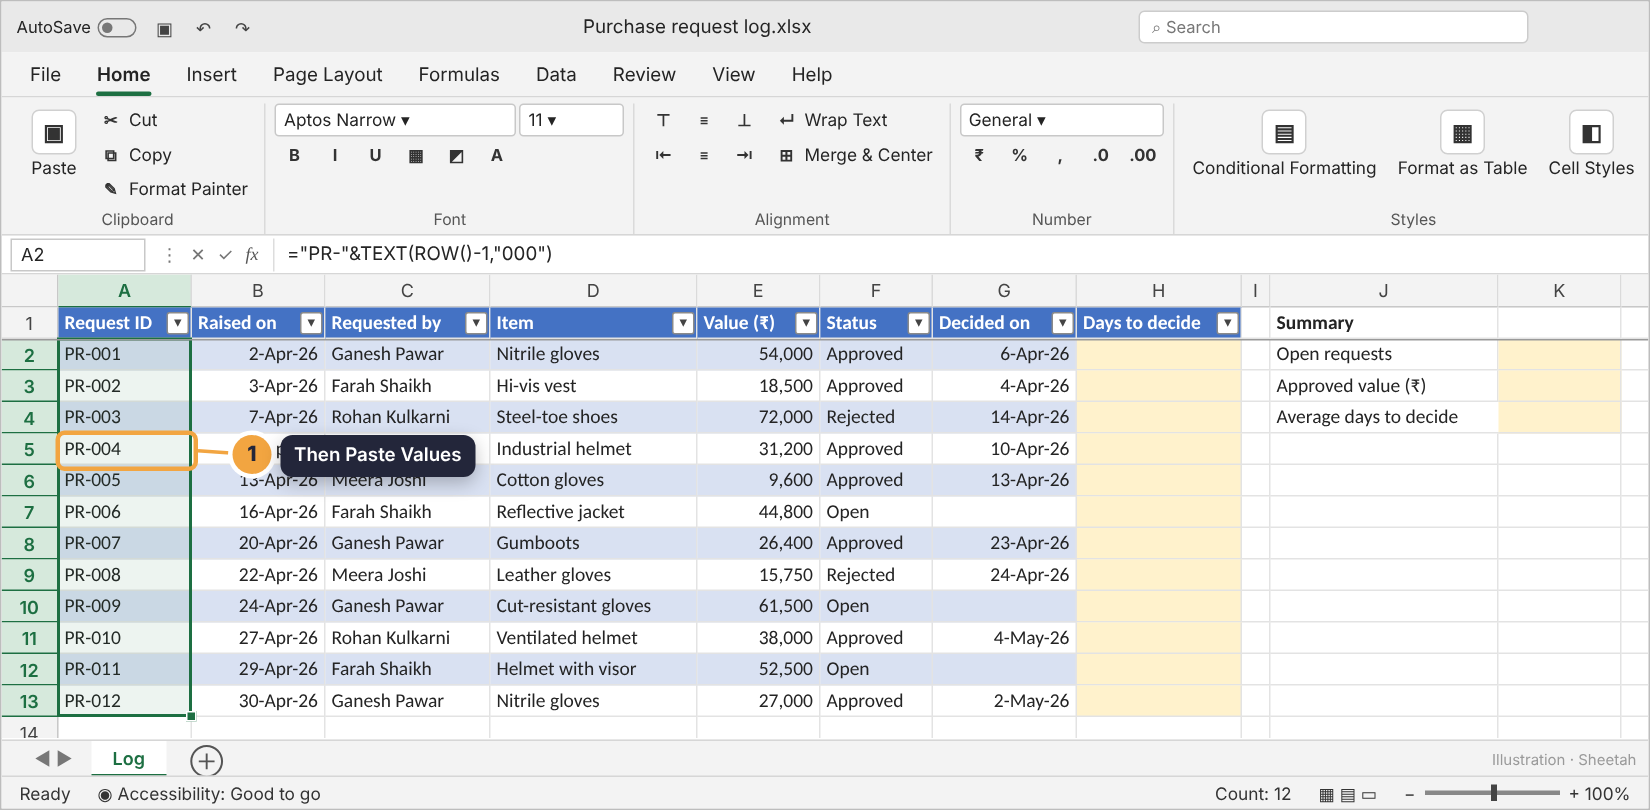 AutoSave Purchase request log.xlsx Search
File Home Insert Page Layout Formulas Data Review View Help
Paste
Cut
Copy
Format Painter
Clipboard
Aptos Narrow ▾ 11 ▾
B I U A
Font
Wrap Text
Merge & Center
Alignment
General ▾
₹ % , .0 .00
Number
Conditional Formatting Format as Table Cell Styles
Styles
A2 fx ="PR-"&TEXT(ROW()-1,"000")
A B C D E F G H I J K
1 Request ID Raised on Requested by Item Value (₹) Status Decided on Days to decide Summary
2 PR-001 2-Apr-26 Ganesh Pawar Nitrile gloves 54,000 Approved 6-Apr-26 Open requests
3 PR-002 3-Apr-26 Farah Shaikh Hi-vis vest 18,500 Approved 4-Apr-26 Approved value (₹)
4 PR-003 7-Apr-26 Rohan Kulkarni Steel-toe shoes 72,000 Rejected 14-Apr-26 Average days to decide
5 PR-004 1 Then Paste Values Industrial helmet 31,200 Approved 10-Apr-26
6 PR-005 13-Apr-26 Meera Joshi Cotton gloves 9,600 Approved 13-Apr-26
7 PR-006 16-Apr-26 Farah Shaikh Reflective jacket 44,800 Open
8 PR-007 20-Apr-26 Ganesh Pawar Gumboots 26,400 Approved 23-Apr-26
9 PR-008 22-Apr-26 Meera Joshi Leather gloves 15,750 Rejected 24-Apr-26
10 PR-009 24-Apr-26 Ganesh Pawar Cut-resistant gloves 61,500 Open
11 PR-010 27-Apr-26 Rohan Kulkarni Ventilated helmet 38,000 Approved 4-May-26
12 PR-011 29-Apr-26 Farah Shaikh Helmet with visor 52,500 Open
13 PR-012 30-Apr-26 Ganesh Pawar Nitrile gloves 27,000 Approved 2-May-26
14
Log Illustration · Sheetah
Ready Accessibility: Good to go Count: 12 − + 100%